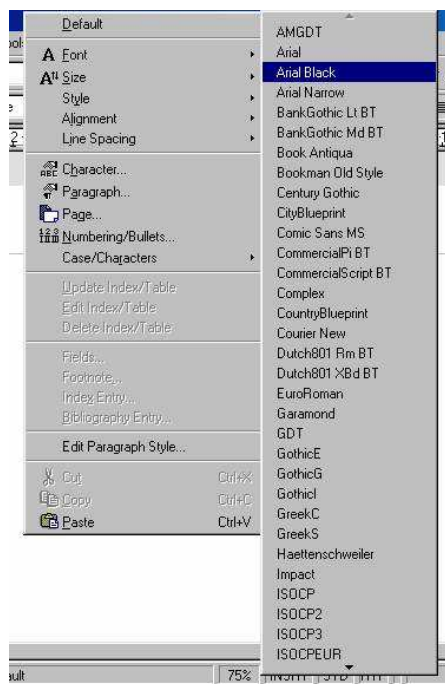 Default
Font
Size
Style
Alignment
Line Spacing
Character...
Paragraph...
Page...
Numbering/Bullets...
Case/Characters
Update Index/Table
Edit Index/Table
Delete Index/Table
Fields...
Footnote...
Index Entry...
Bibliography Entry...
Edit Paragraph Style...
Cut Ctrl+X
Copy Ctrl+C
Paste Ctrl+V
AMGDT
Arial
Arial Black
Arial Narrow
BankGothic Lt BT
BankGothic Md BT
Book Antiqua
Bookman Old Style
Century Gothic
CityBlueprint
Comic Sans MS
CommercialPi BT
CommercialScript BT
Complex
CountryBlueprint
Courier New
Dutch801 Rm BT
Dutch801 XBd BT
EuroRoman
Garamond
GDT
GothicE
GothicG
GothicI
GreekC
GreekS
Haettenschweiler
Impact
ISOCP
ISOCP2
ISOCP3
ISOCPEUR
ault 75%